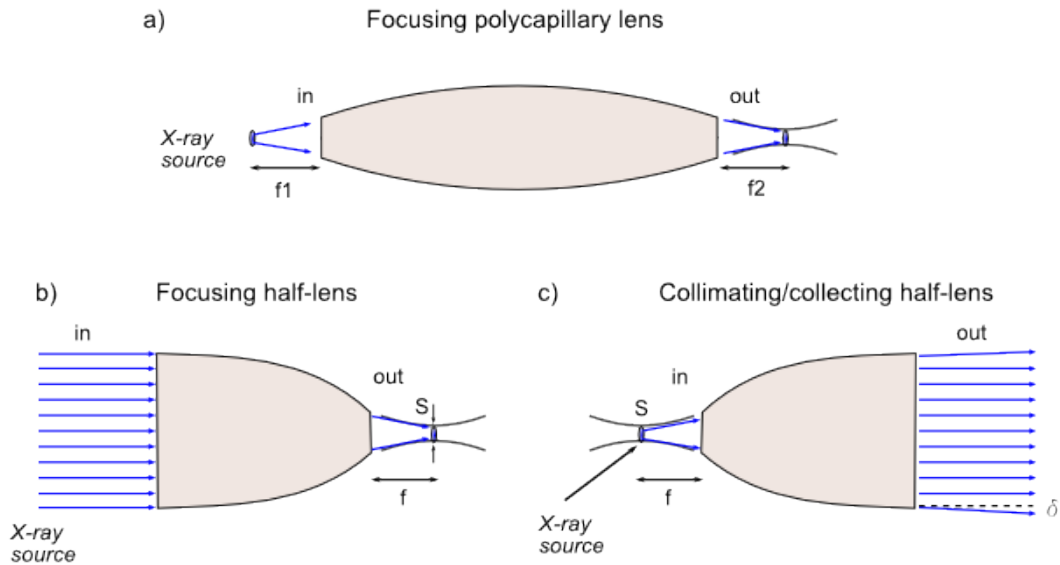 a)
Focusing polycapillary lens
in
out
X-ray
source
f1
f2
b)
Focusing half-lens
in
out
S
f
X-ray
source
c)
Collimating/collecting half-lens
out
in
S
f
X-ray
source
δ